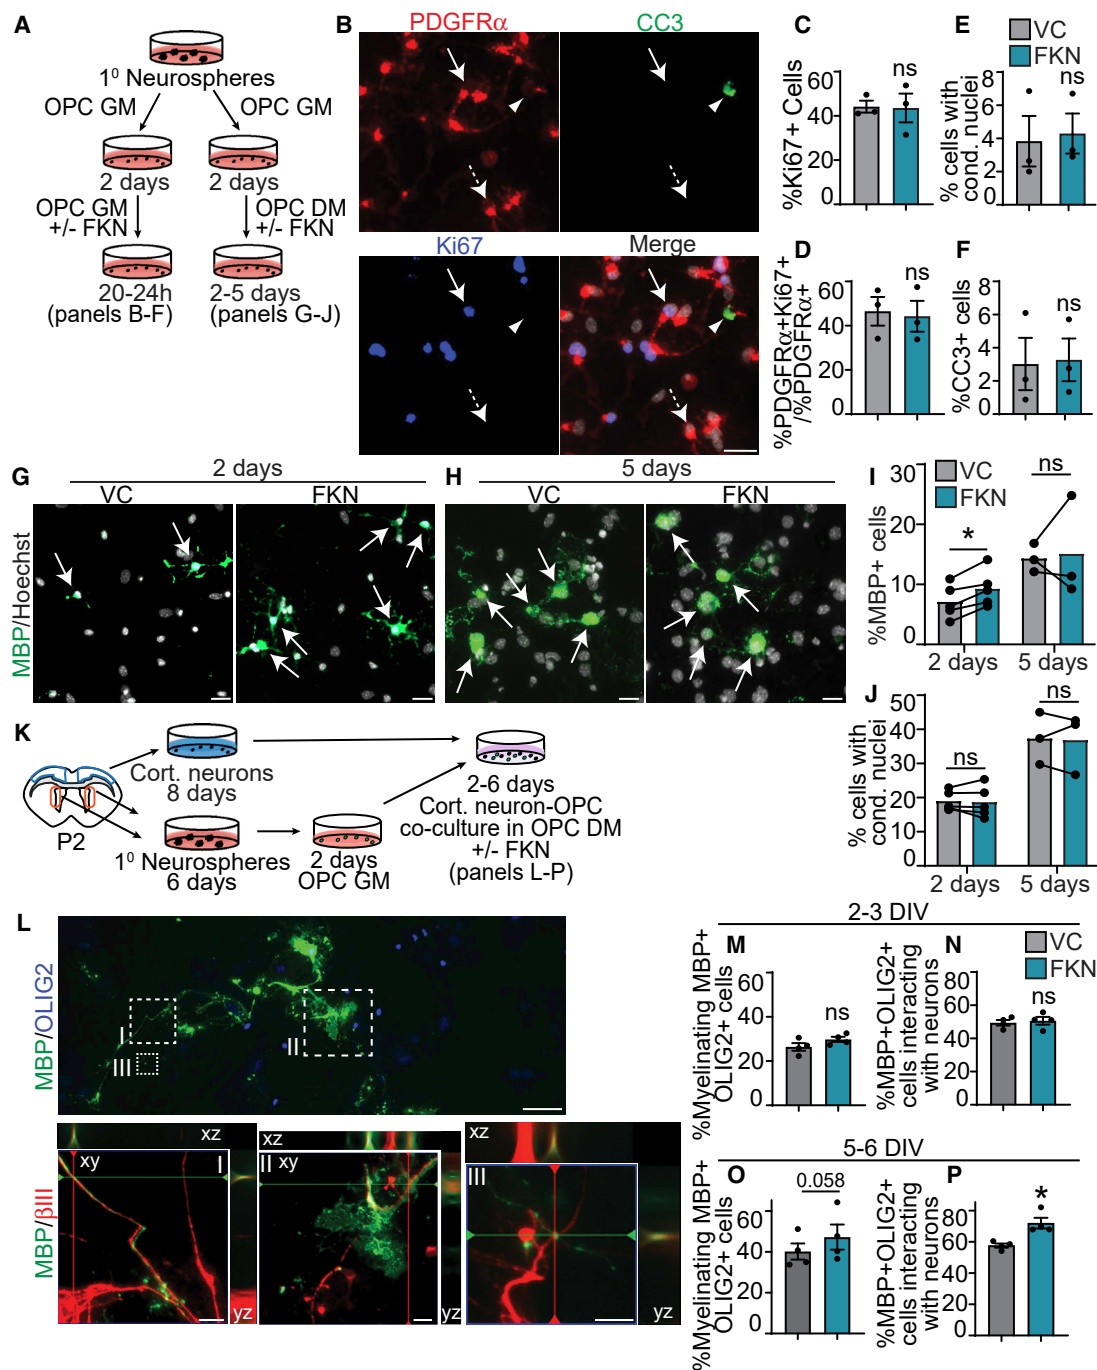 A
1⁰ Neurospheres
OPC GM
OPC GM
2 days
2 days
OPC GM
+/- FKN
OPC DM
+/- FKN
20-24h
(panels B-F)
2-5 days
(panels G-J)
B
PDGFRα
CC3
Ki67
Merge
C
%Ki67+ Cells
60
40
20
0
ns
E
VC
FKN
% cells with
cond. nuclei
8
6
4
2
0
ns
D
%PDGFRα+Ki67+
/%PDGFRα+
60
40
20
0
ns
F
%CC3+ cells
8
6
4
2
0
ns
G
2 days
VC
FKN
MBP/Hoechst
H
5 days
VC
FKN
I
VC
FKN
%MBP+ cells
30
20
10
0
*
ns
2 days
5 days
J
% cells with
cond. nuclei
50
40
30
20
10
0
ns
ns
2 days
5 days
K
P2
Cort. neurons
8 days
1⁰ Neurospheres
6 days
2 days
OPC GM
2-6 days
Cort. neuron-OPC
co-culture in OPC DM
+/- FKN
(panels L-P)
L
MBP/OLIG2
I
II
III
MBP/βIII
xz
xy
I
yz
xz
II
xy
yz
xz
III
yz
2-3 DIV
VC
FKN
M
%Myelinating MBP+
OLIG2+ cells
60
40
20
0
ns
N
%MBP+OLIG2+
cells interacting
with neurons
80
60
40
20
0
ns
5-6 DIV
O
%Myelinating MBP+
OLIG2+ cells
60
40
20
0
0.058
P
%MBP+OLIG2+
cells interacting
with neurons
80
60
40
20
0
*